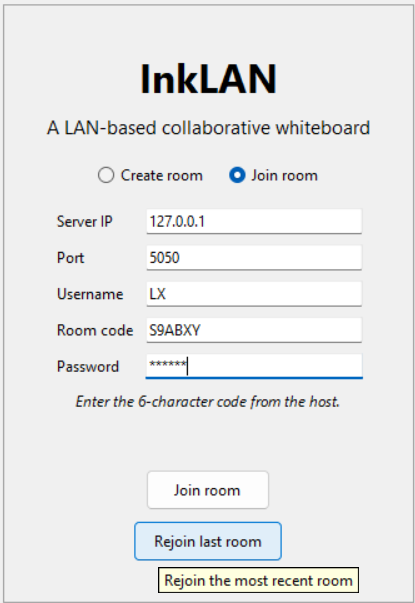 InkLAN
A LAN-based collaborative whiteboard
Create room Join room
Server IP 127.0.0.1
Port 5050
Username LX
Room code S9ABXY
Password ******
Enter the 6-character code from the host.
Join room
Rejoin last room
Rejoin the most recent room